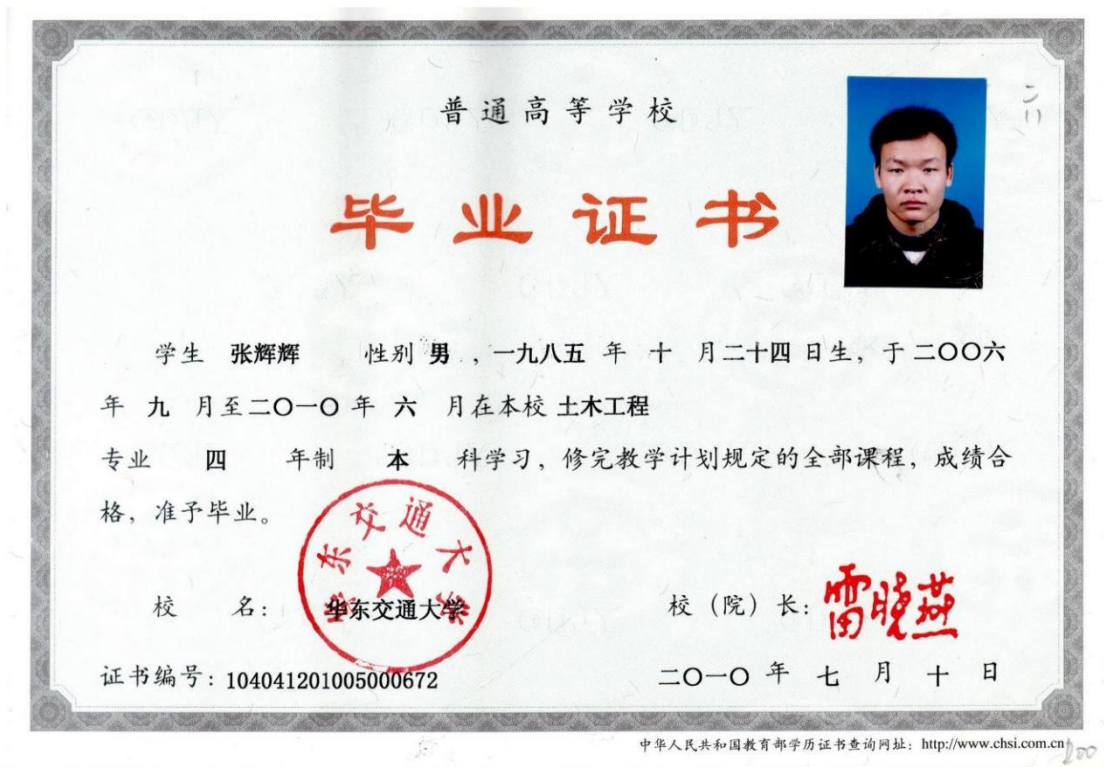 普通高等学校
毕业证书
学生 张辉辉 性别 男 ，一九八五 年 十 月二十四日生，于二〇〇六
年 九 月至二〇一〇年 六 月在本校 土木工程
专业 四 年制 本 科学习，修完教学计划规定的全部课程，成绩合
格，准予毕业。
华东交通大学
校 名： 华东交通大学
校（院）长：雷晓燕
证书编号：104041201005000672
二〇一〇 年 七 月 十 日
中华人民共和国教育部学历证书查询网址：http://www.chsi.com.cn